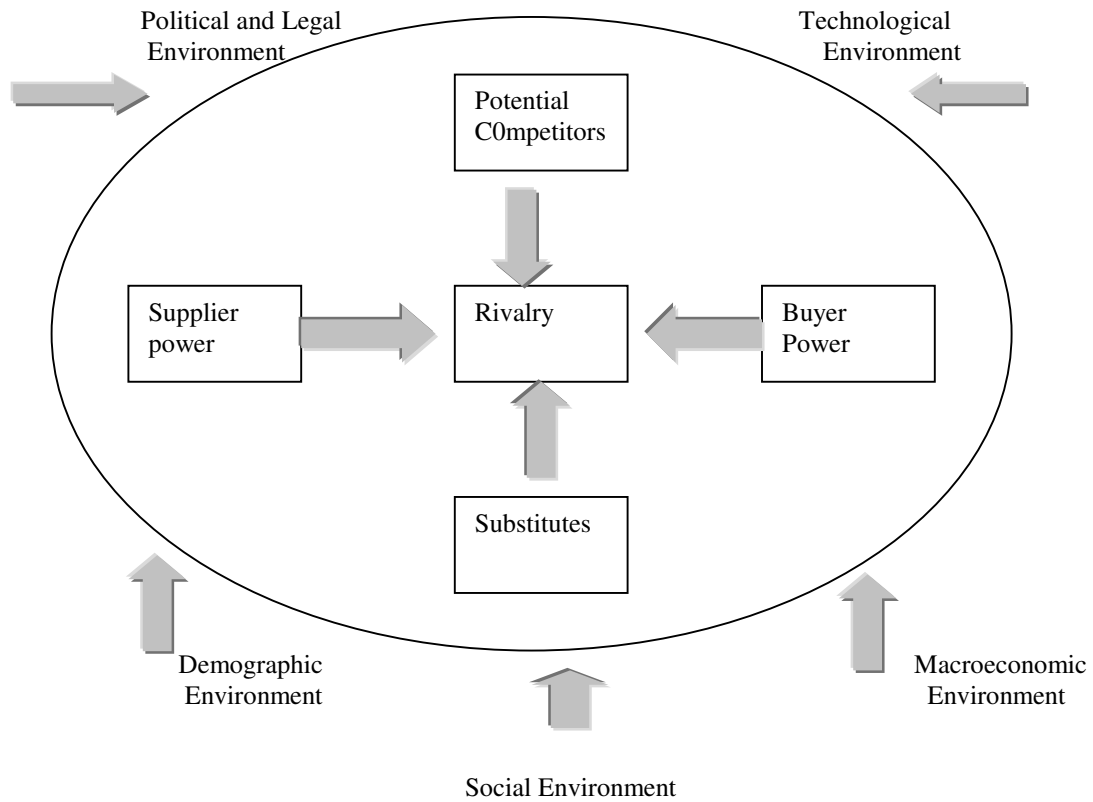 Political and Legal
Environment
Technological
Environment
Potential
C0mpetitors
Supplier
power
Rivalry
Buyer
Power
Substitutes
Demographic
Environment
Macroeconomic
Environment
Social Environment